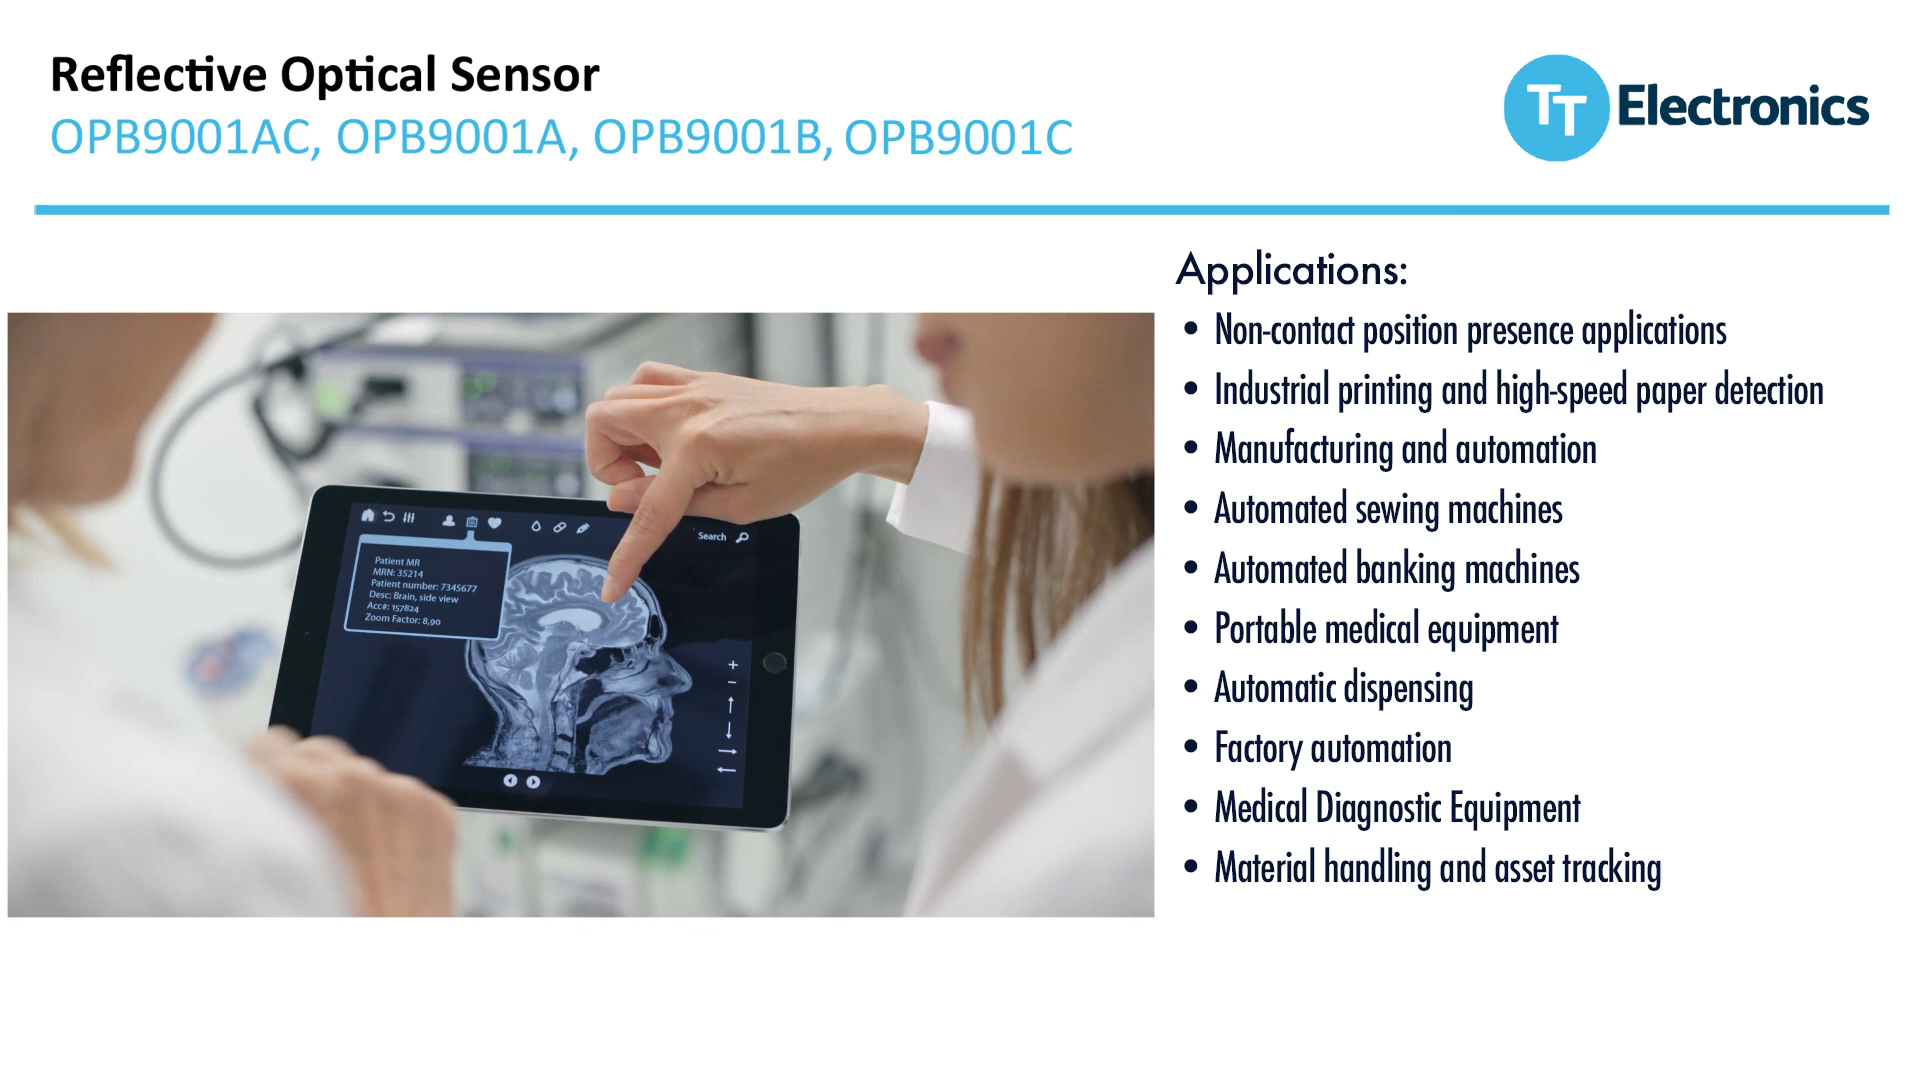 Reflective Optical Sensor
OPB9001AC, OPB9001A, OPB9001B, OPB9001C
TT Electronics
Applications:
• Non-contact position presence applications
• Industrial printing and high-speed paper detection
• Manufacturing and automation
• Automated sewing machines
• Automated banking machines
• Portable medical equipment
• Automatic dispensing
• Factory automation
• Medical Diagnostic Equipment
• Material handling and asset tracking
Search
Patient MR
MRN: 35214
Patient number: 7345677
Desc: Brain, side view
Acc#: 157824
Zoom Factor: 8,90